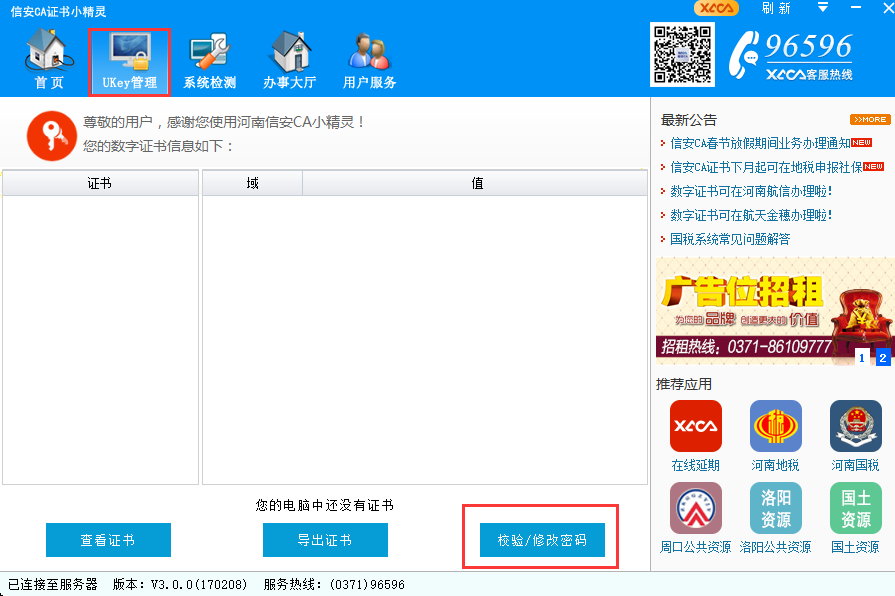 信安CA证书小精灵
XACA
刷 新
首 页
UKey管理
系统检测
办事大厅
用户服务
96596
XACA客服热线
尊敬的用户，感谢您使用河南信安CA小精灵！
您的数字证书信息如下：
证书
域
值
您的电脑中还没有证书
查看证书
导出证书
校验/修改密码
最新公告
>>MORE
信安CA春节放假期间业务办理通知NEW
信安CA证书下月起可在地税申报社保NEW
数字证书可在河南航信办理啦!
数字证书可在航天金穗办理啦!
国税系统常见问题解答
广告位招租
为您的品牌 创造更大的价值
招租热线：0371-86109777
1 2
推荐应用
XACA
税
在线延期
河南地税
河南国税
洛阳
资源
国土
资源
周口公共资源
洛阳公共资源
国土资源
已连接至服务器 版本：V3.0.0(170208) 服务热线：(0371)96596